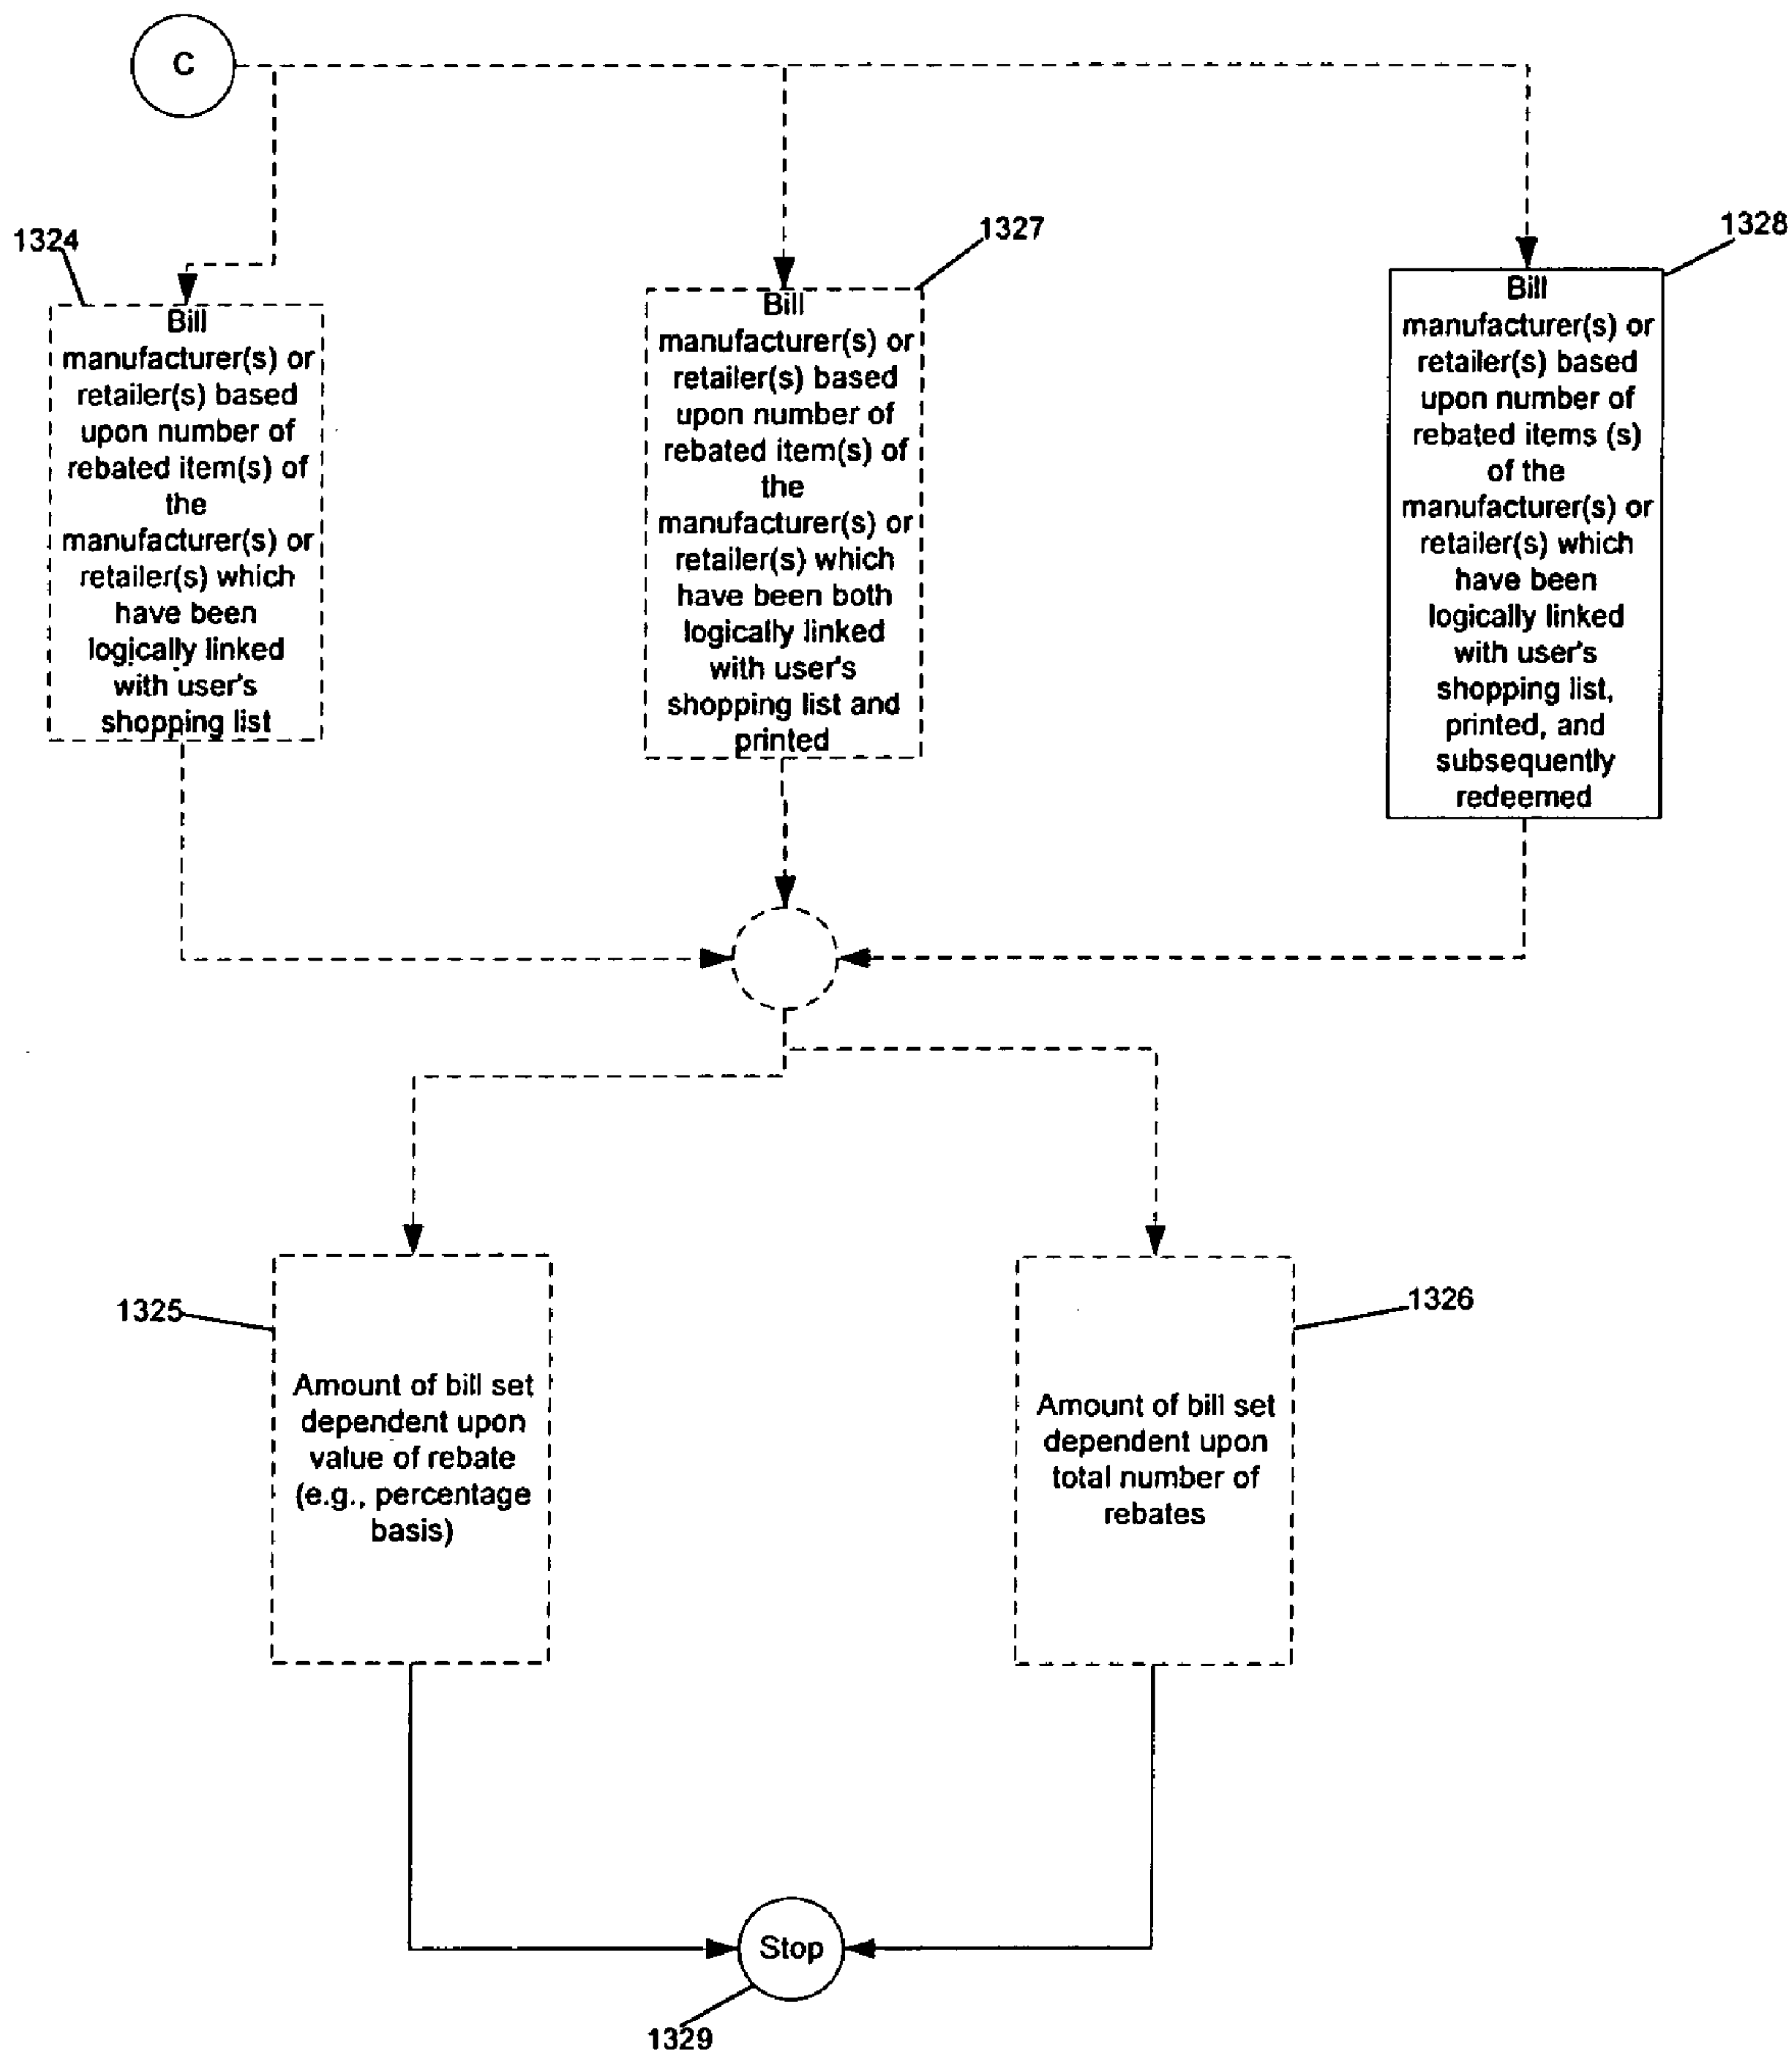 C
1324
1327
1328
Bill
manufacturer(s) or
retailer(s) based
upon number of
rebated item(s) of
the
manufacturer(s) or
retailer(s) which
have been
logically linked
with user's
shopping list
Bill
manufacturer(s) or
retailer(s) based
upon number of
rebated item(s) of
the
manufacturer(s) or
retailer(s) which
have been both
logically linked
with user's
shopping list and
printed
Bill
manufacturer(s) or
retailer(s) based
upon number of
rebated items (s)
of the
manufacturer(s) or
retailer(s) which
have been
logically linked
with user's
shopping list,
printed, and
subsequently
redeemed
1325
1326
Amount of bill set
dependent upon
value of rebate
(e.g., percentage
basis)
Amount of bill set
dependent upon
total number of
rebates
Stop
1329